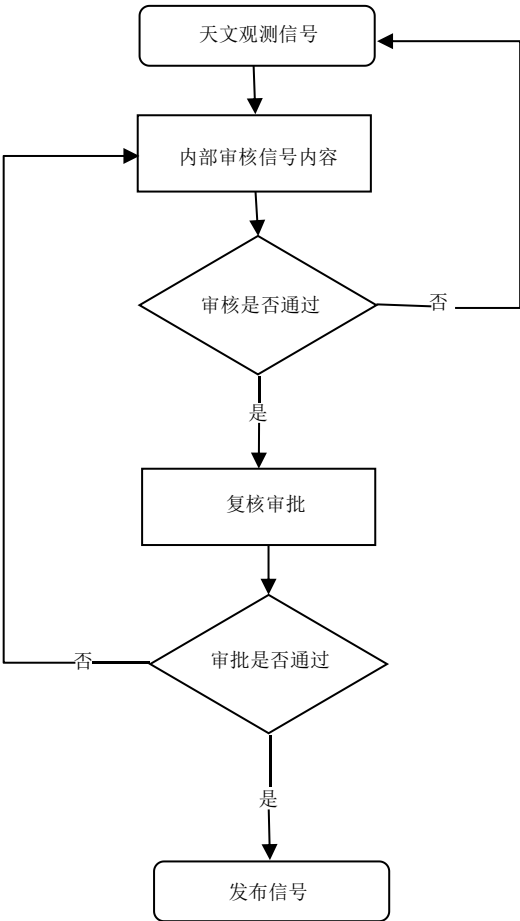 天文观测信号
内部审核信号内容
审核是否通过
否
是
复核审批
审批是否通过
否
是
发布信号